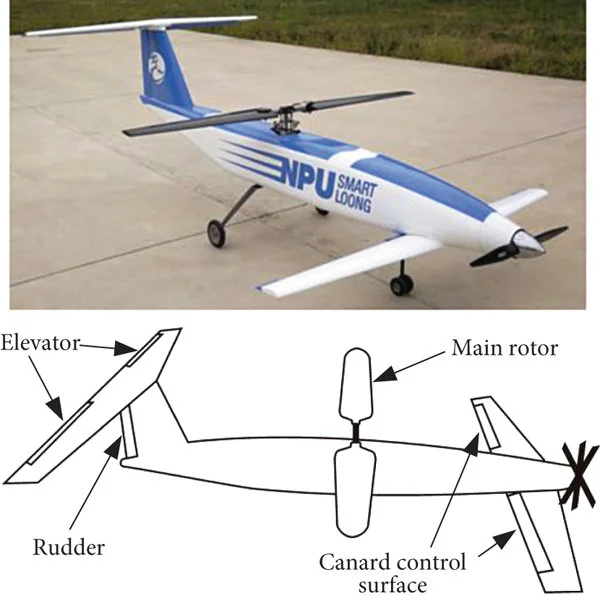 NPU SMART
LOONG
Elevator
Main rotor
Rudder
Canard control
surface